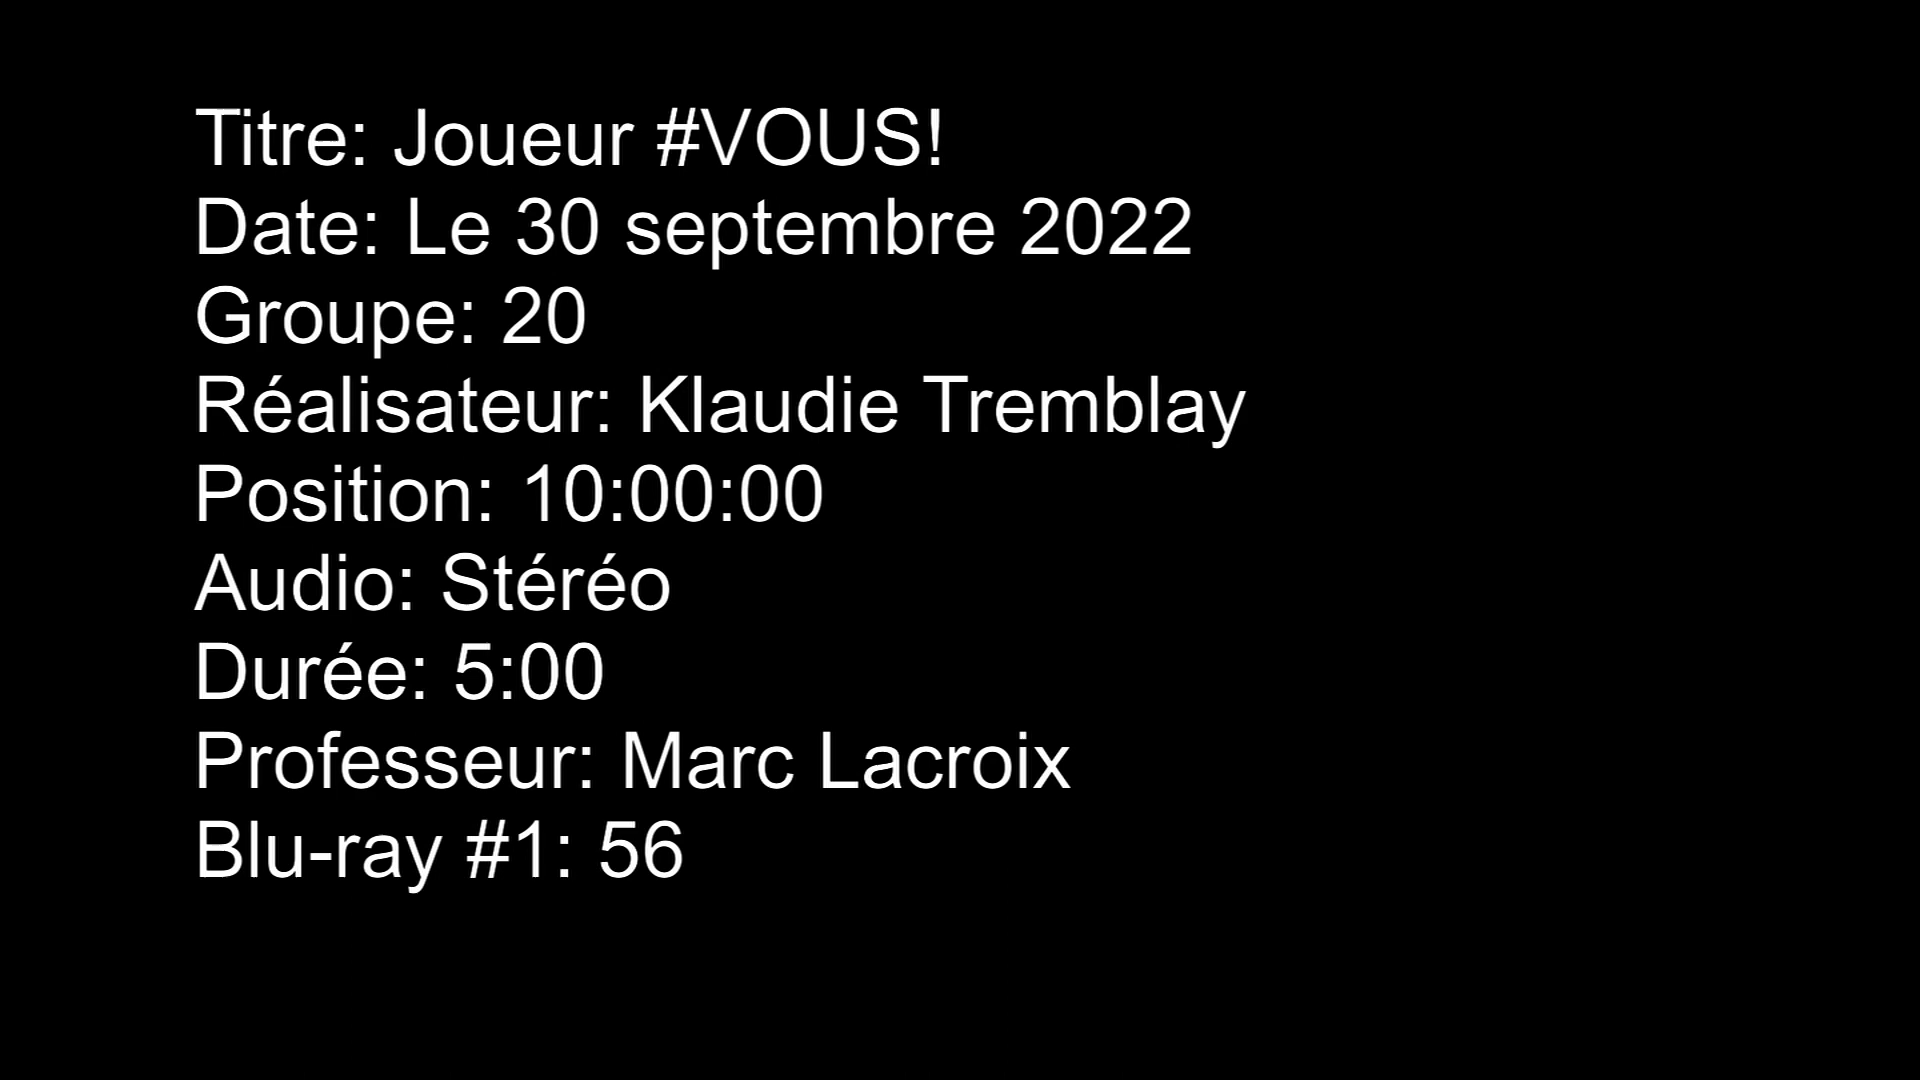 Titre: Joueur #VOUS!
Date: Le 30 septembre 2022
Groupe: 20
Réalisateur: Klaudie Tremblay
Position: 10:00:00
Audio: Stéréo
Durée: 5:00
Professeur: Marc Lacroix
Blu-ray #1: 56